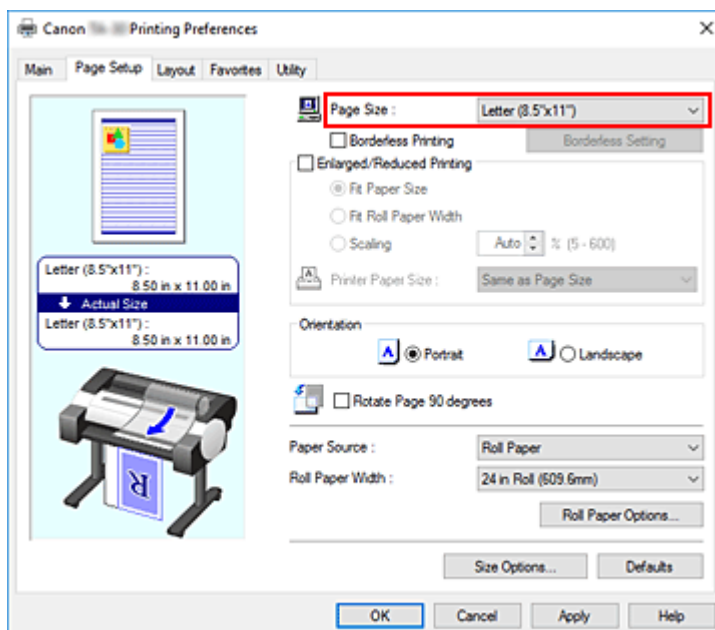 Canon Printing Preferences
Main Page Setup Layout Favorites Utility
Page Size : Letter (8.5"x11")
Borderless Printing Borderless Setting
Enlarged/Reduced Printing
Fit Paper Size
Fit Roll Paper Width
Scaling Auto % (5 - 600)
Printer Paper Size : Same as Page Size
Letter (8.5"x11") :
8.50 in x 11.00 in
Actual Size
Letter (8.5"x11") :
8.50 in x 11.00 in
Orientation
A Portrait A Landscape
Rotate Page 90 degrees
R
Paper Source : Roll Paper
Roll Paper Width : 24 in Roll (609.6mm)
Roll Paper Options...
Size Options... Defaults
OK Cancel Apply Help